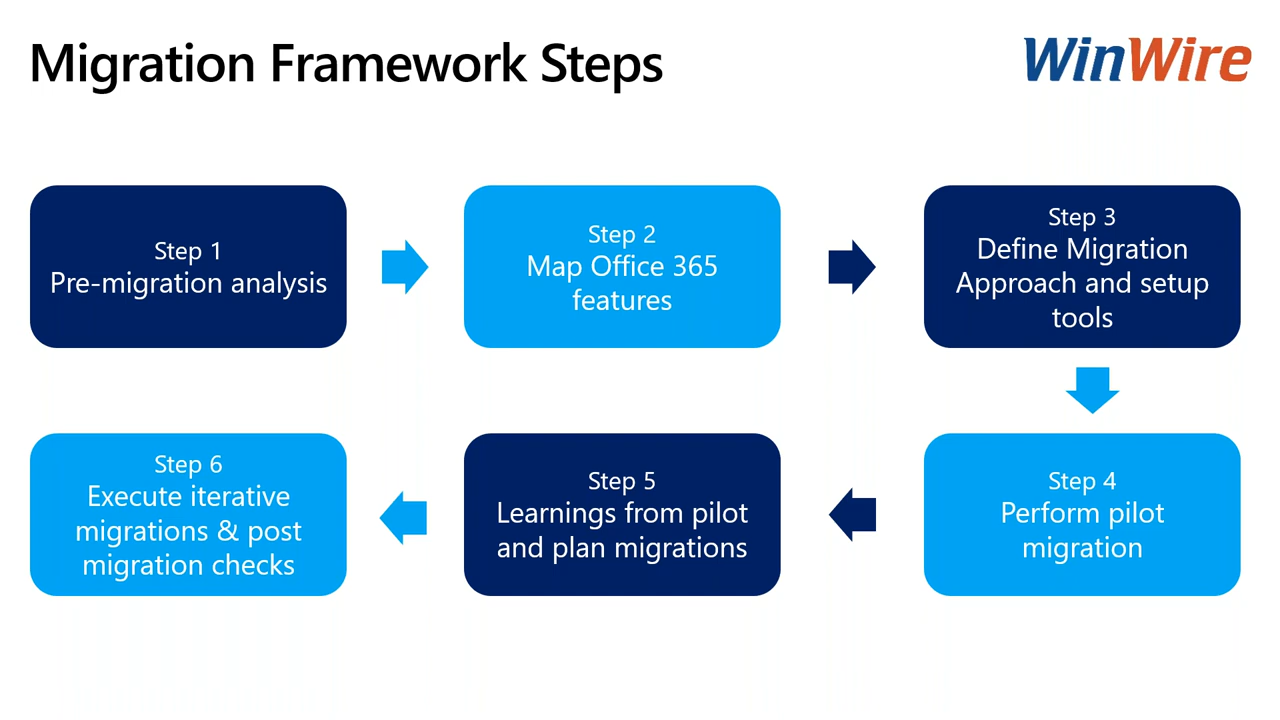 Migration Framework Steps
WinWire
Step 1
Pre-migration analysis
Step 2
Map Office 365
features
Step 3
Define Migration
Approach and setup
tools
Step 4
Perform pilot
migration
Step 5
Learnings from pilot
and plan migrations
Step 6
Execute iterative
migrations & post
migration checks